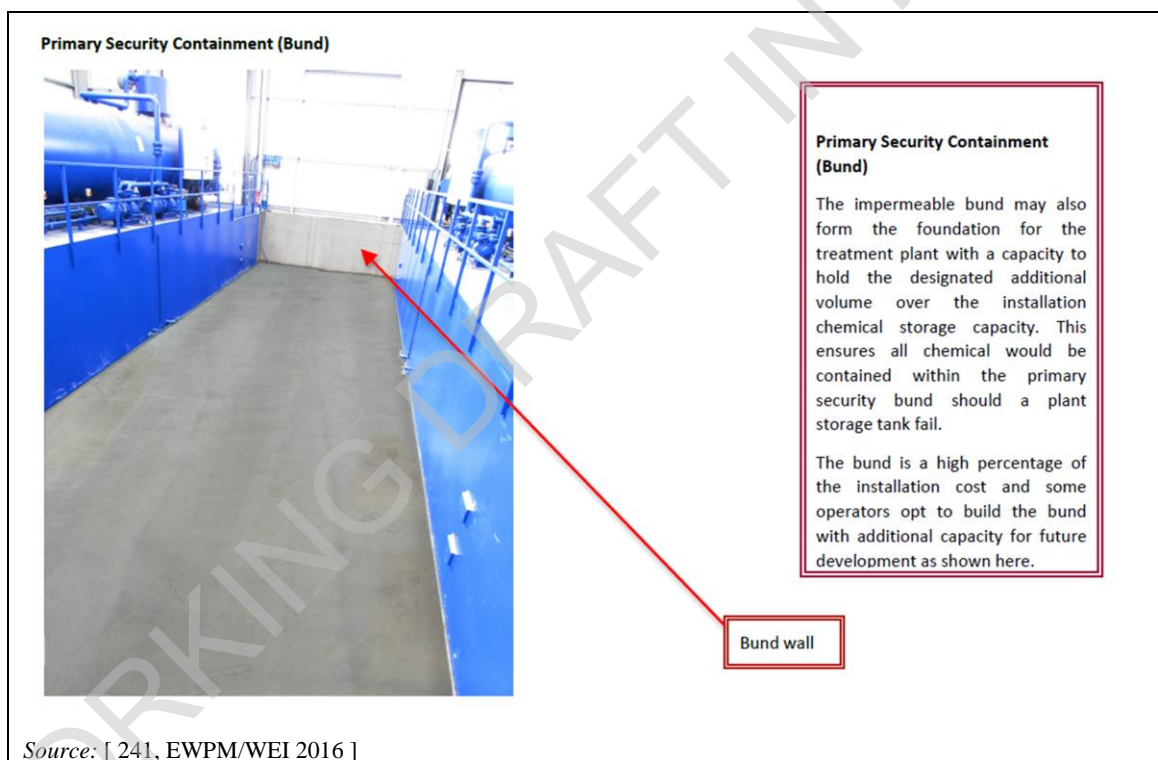 Primary Security Containment (Bund)
Primary Security Containment
(Bund)
The impermeable bund may also
form the foundation for the
treatment plant with a capacity to
hold the designated additional
volume over the installation
chemical storage capacity. This
ensures all chemical would be
contained within the primary
security bund should a plant
storage tank fail.
The bund is a high percentage of
the installation cost and some
operators opt to build the bund
with additional capacity for future
development as shown here.
Bund wall
Source: [ 241, EWPM/WEI 2016 ]
ORKING DRAFT IN